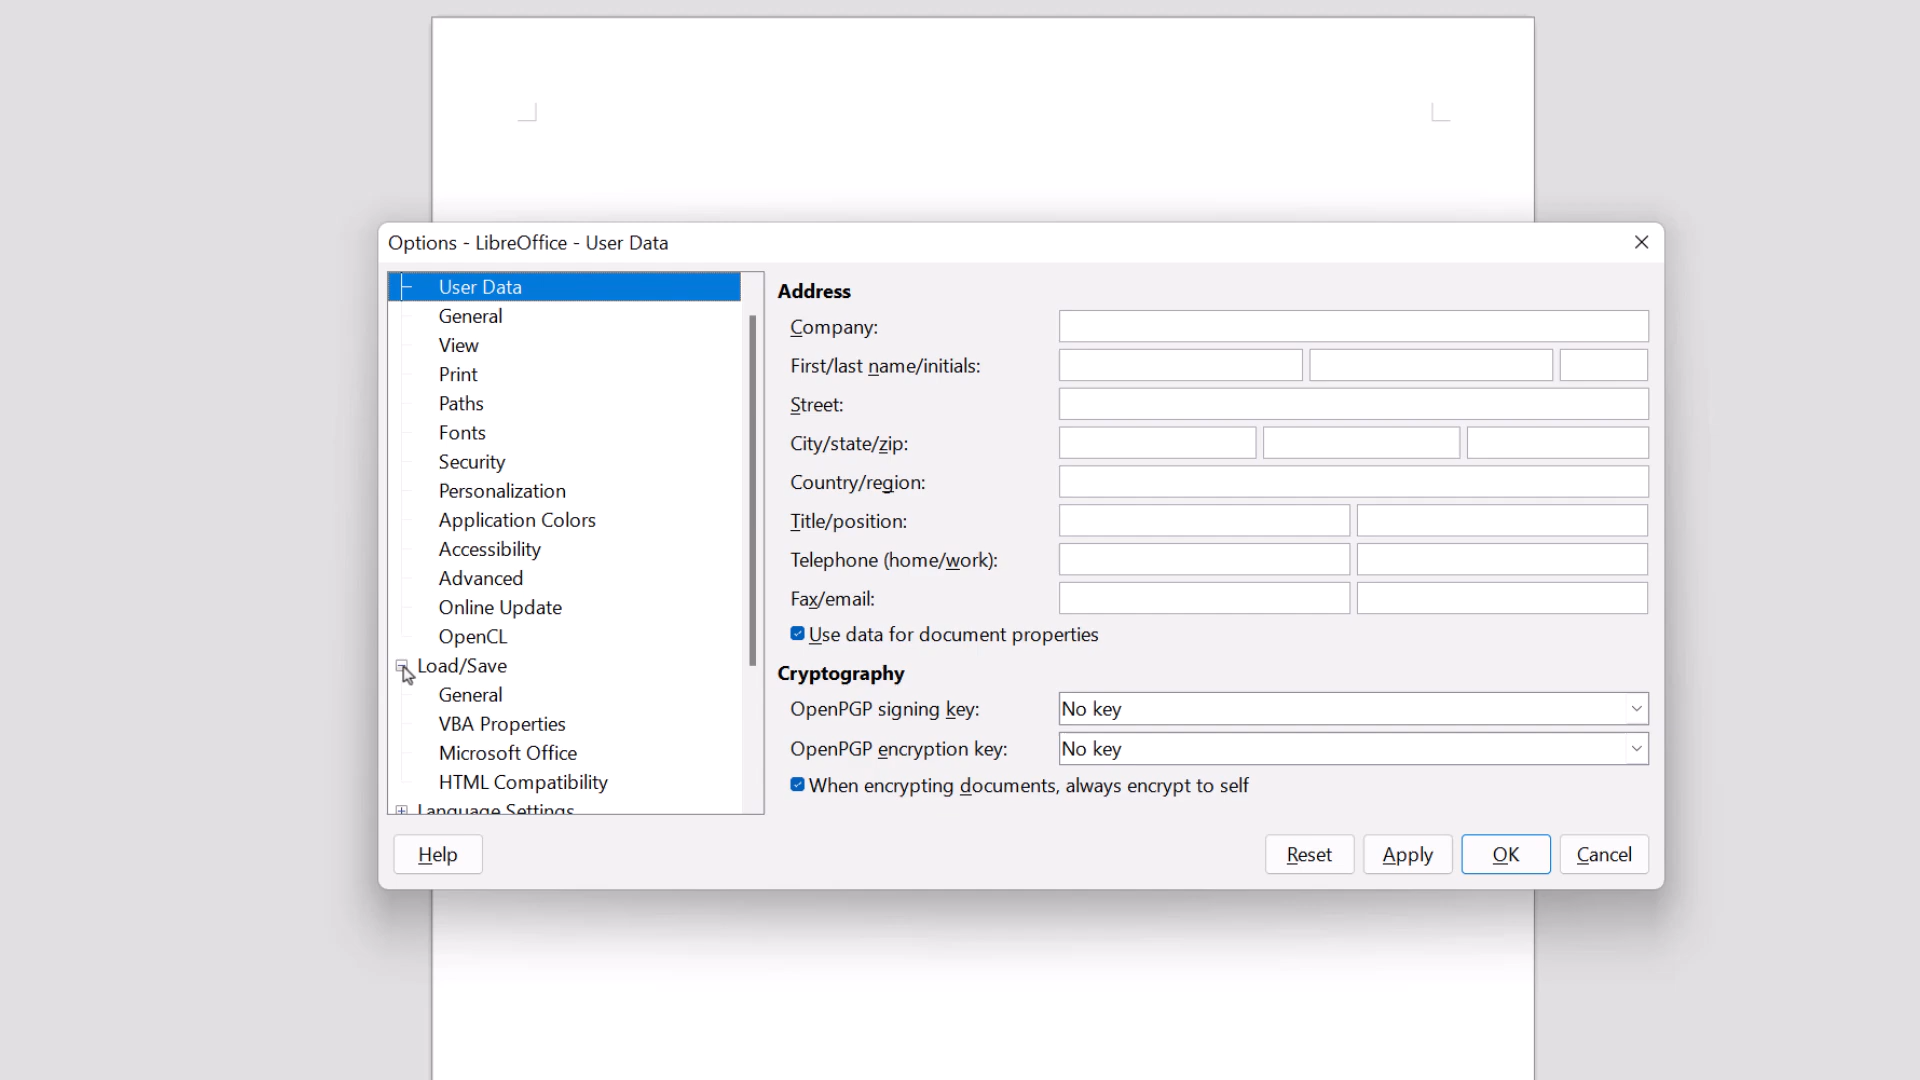 Options - LibreOffice - User Data
User Data
General
View
Print
Paths
Fonts
Security
Personalization
Application Colors
Accessibility
Advanced
Online Update
OpenCL
Load/Save
General
VBA Properties
Microsoft Office
HTML Compatibility
Language Settings
Address
Company:
First/last name/initials:
Street:
City/state/zip:
Country/region:
Title/position:
Telephone (home/work):
Fax/email:
Use data for document properties
Cryptography
OpenPGP signing key: No key
OpenPGP encryption key: No key
When encrypting documents, always encrypt to self
Help Reset Apply OK Cancel